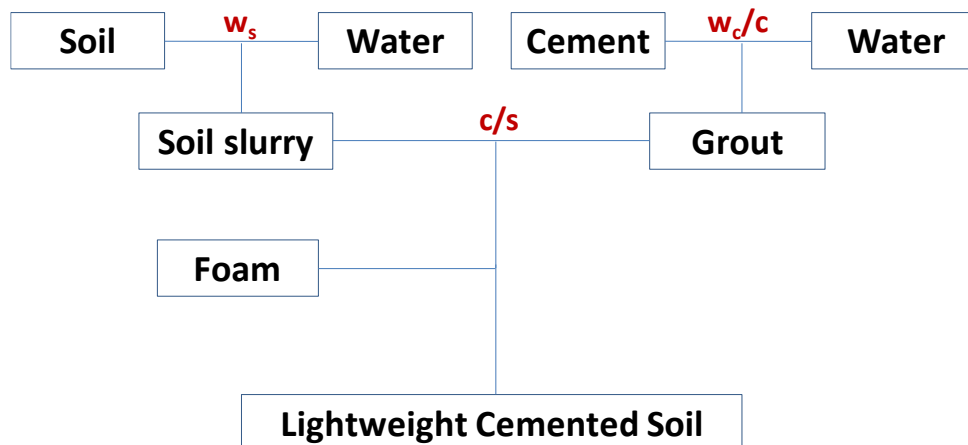 Soil
w_s
Water
Cement
w_c/c
Water
Soil slurry
c/s
Grout
Foam
Lightweight Cemented Soil